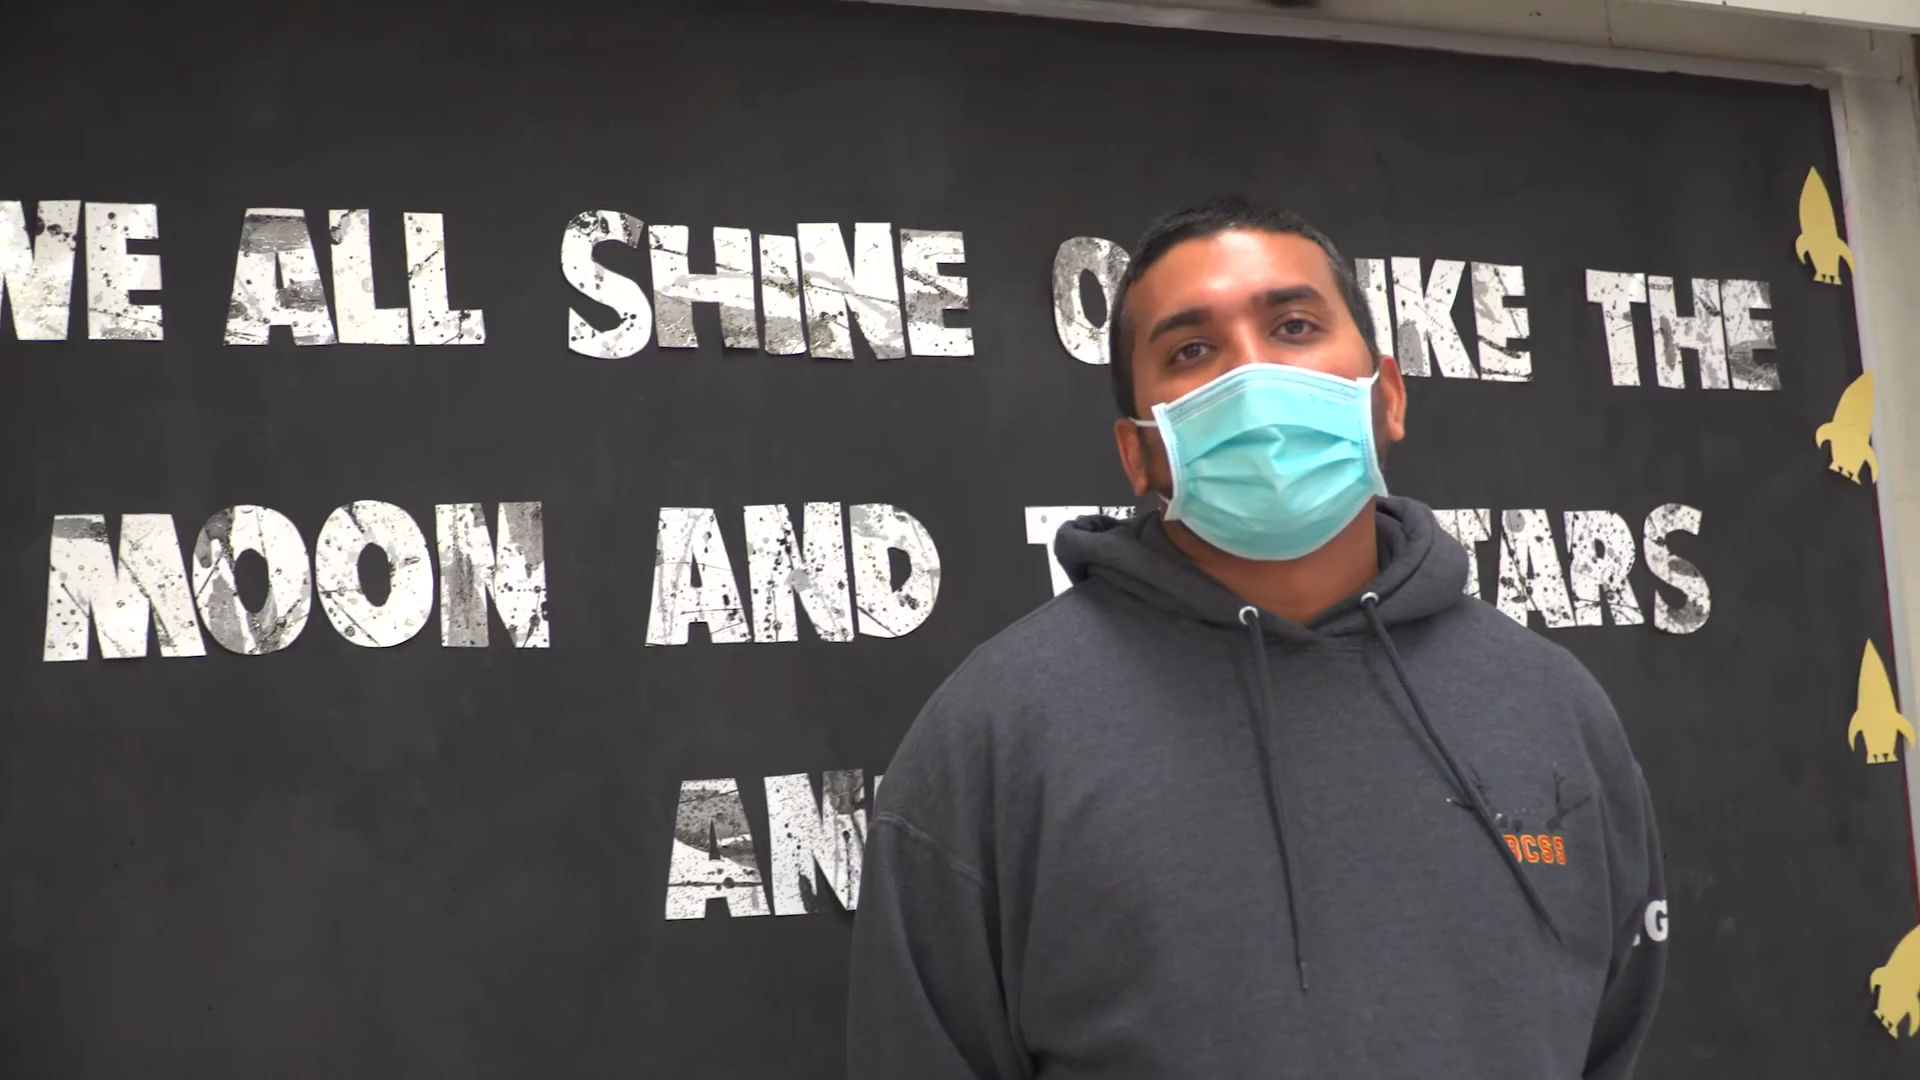 WE ALL SHINE O IKE THE
MOON AND T TARS
AN
BCSS
G